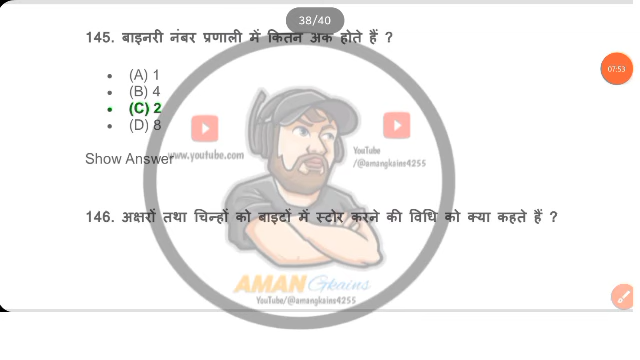 38/40
145. बाइनरी नंबर प्रणाली में कितने अंक होते हैं ?
(A) 1
(B) 4
07:53
(C) 2
(D) 8
Show Answer
www.youtube.com
YouTube
/@amangkains4255
146. अक्षरों तथा चिन्हों को बाइटों में स्टोर करने की विधि को क्या कहते हैं ?
AMAN Gkains
YouTube/@amangkains4255